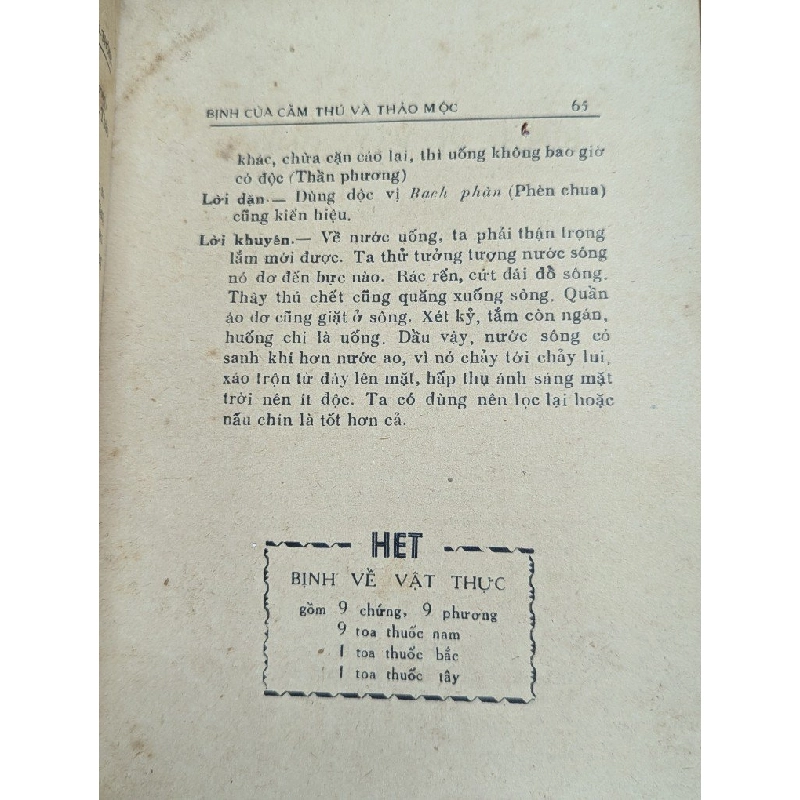 BỊNH CỦA CẦM THÚ VÀ THẢO MỘC 65
khác, chừa cặn cáo lại, thì uống không bao giờ
có độc (Thần phương)
Lời dặn.— Dùng độc vị Bạch phàn (Phèn chua)
cũng kiến hiệu.
Lời khuyên.— Về nước uống, ta phải thận trọng
lắm mới được. Ta thử tưởng tượng nước sông
nó dơ đến bực nào. Rác rến, cứt đái đổ sông.
Thây thú chết cũng quăng xuống sông. Quần
áo dơ cũng giặt ở sông. Xét kỷ, tắm còn ngán,
huống chi là uống. Dầu vậy, nước sông có
sanh khí hơn nước ao, vì nó chảy tới chảy lui,
xáo trộn từ đáy lên mặt, hấp thụ ánh sáng mặt
trời nên ít độc. Ta có dùng nên lọc lại hoặc
nấu chín là tốt hơn cả.
HẾT
BỊNH VỀ VẬT THỰC
gồm 9 chứng, 9 phương
9 toa thuốc nam
1 toa thuốc bắc
1 toa thuốc tây